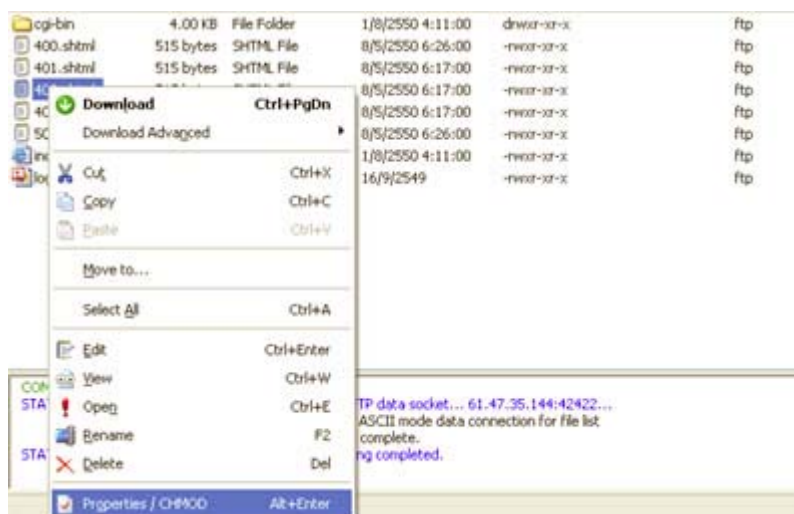 cgi-bin 4.00 KB File Folder 1/8/2550 4:11:00 drwxr-xr-x ftp
400.shtml 515 bytes SHTML File 8/5/2550 6:26:00 -rwxr-xr-x ftp
401.shtml 515 bytes SHTML File 8/5/2550 6:17:00 -rwxr-xr-x ftp
8/5/2550 6:17:00 -rwxr-xr-x ftp
8/5/2550 6:17:00 -rwxr-xr-x ftp
8/5/2550 6:26:00 -rwxr-xr-x ftp
1/8/2550 4:11:00 -rwxr-xr-x ftp
16/9/2549 -rwxr-xr-x ftp
Download Ctrl+PgDn
Download Advanced
Cut Ctrl+X
Copy Ctrl+C
Paste Ctrl+V
Move to...
Select All Ctrl+A
Edit Ctrl+Enter
View Ctrl+W
Open Ctrl+E
Rename F2
Delete Del
Properties / CHMOD Alt+Enter
TP data socket... 61.47.35.144:42422...
ASCII mode data connection for file list
complete.
STA ng completed.